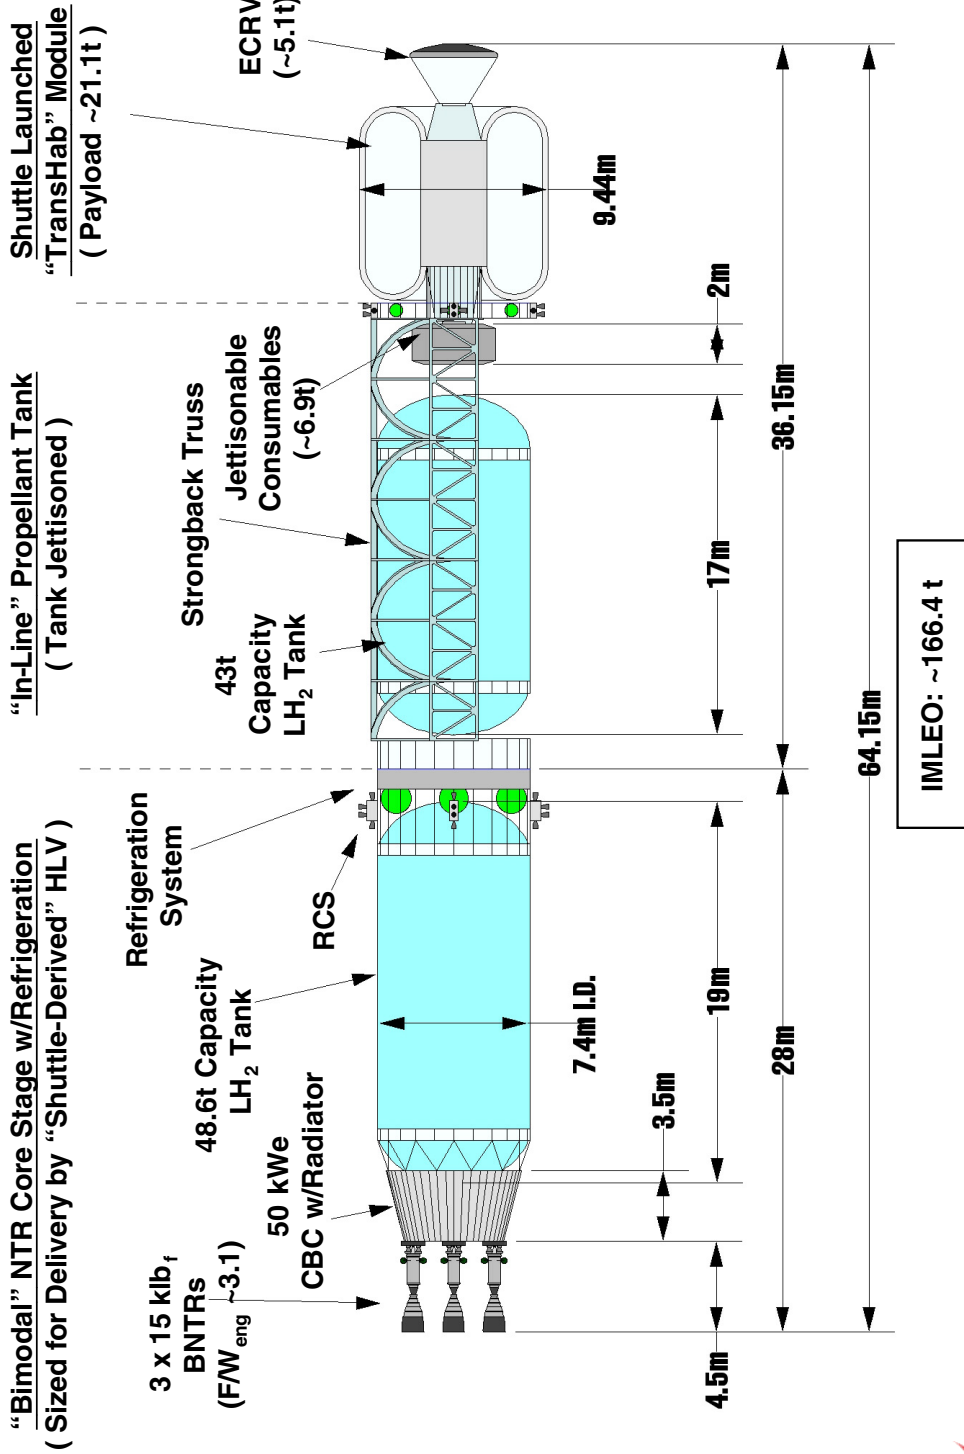 “Bimodal” NTR Core Stage w/Refrigeration
( Sized for Delivery by “Shuttle-Derived” HLV )
“In-Line” Propellant Tank
( Tank Jettisoned )
Shuttle Launched
“TransHab” Module
( Payload ~21.1t )
3 x 15 klbf
BNTRs
(F/Weng ~3.1)
50 kWe
CBC w/Radiator
48.6t Capacity
LH2 Tank
Refrigeration
System
RCS
43t
Capacity
LH2 Tank
Strongback Truss
Jettisonable
Consumables
(~6.9t)
ECRV
(~5.1t)
7.4m I.D.
9.44m
3.5m
4.5m
19m
17m
2m
28m
36.15m
64.15m
IMLEO: ~166.4 t